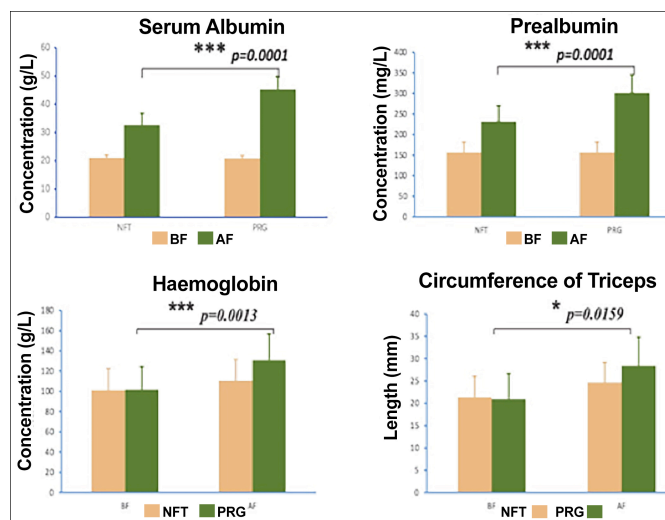 Serum Albumin
*** p=0.0001
Concentration (g/L)
60
50
40
30
20
10
0
NFT PRG
BF AF
Prealbumin
*** p=0.0001
Concentration (mg/L)
400
350
300
250
200
150
100
50
0
NFT PRG
BF AF
Haemoglobin
*** p=0.0013
Concentration (g/L)
180
160
140
120
100
80
60
40
20
0
BF AF
NFT PRG
Circumference of Triceps
* p=0.0159
Length (mm)
40
35
30
25
20
15
10
5
0
BF AF
NFT PRG